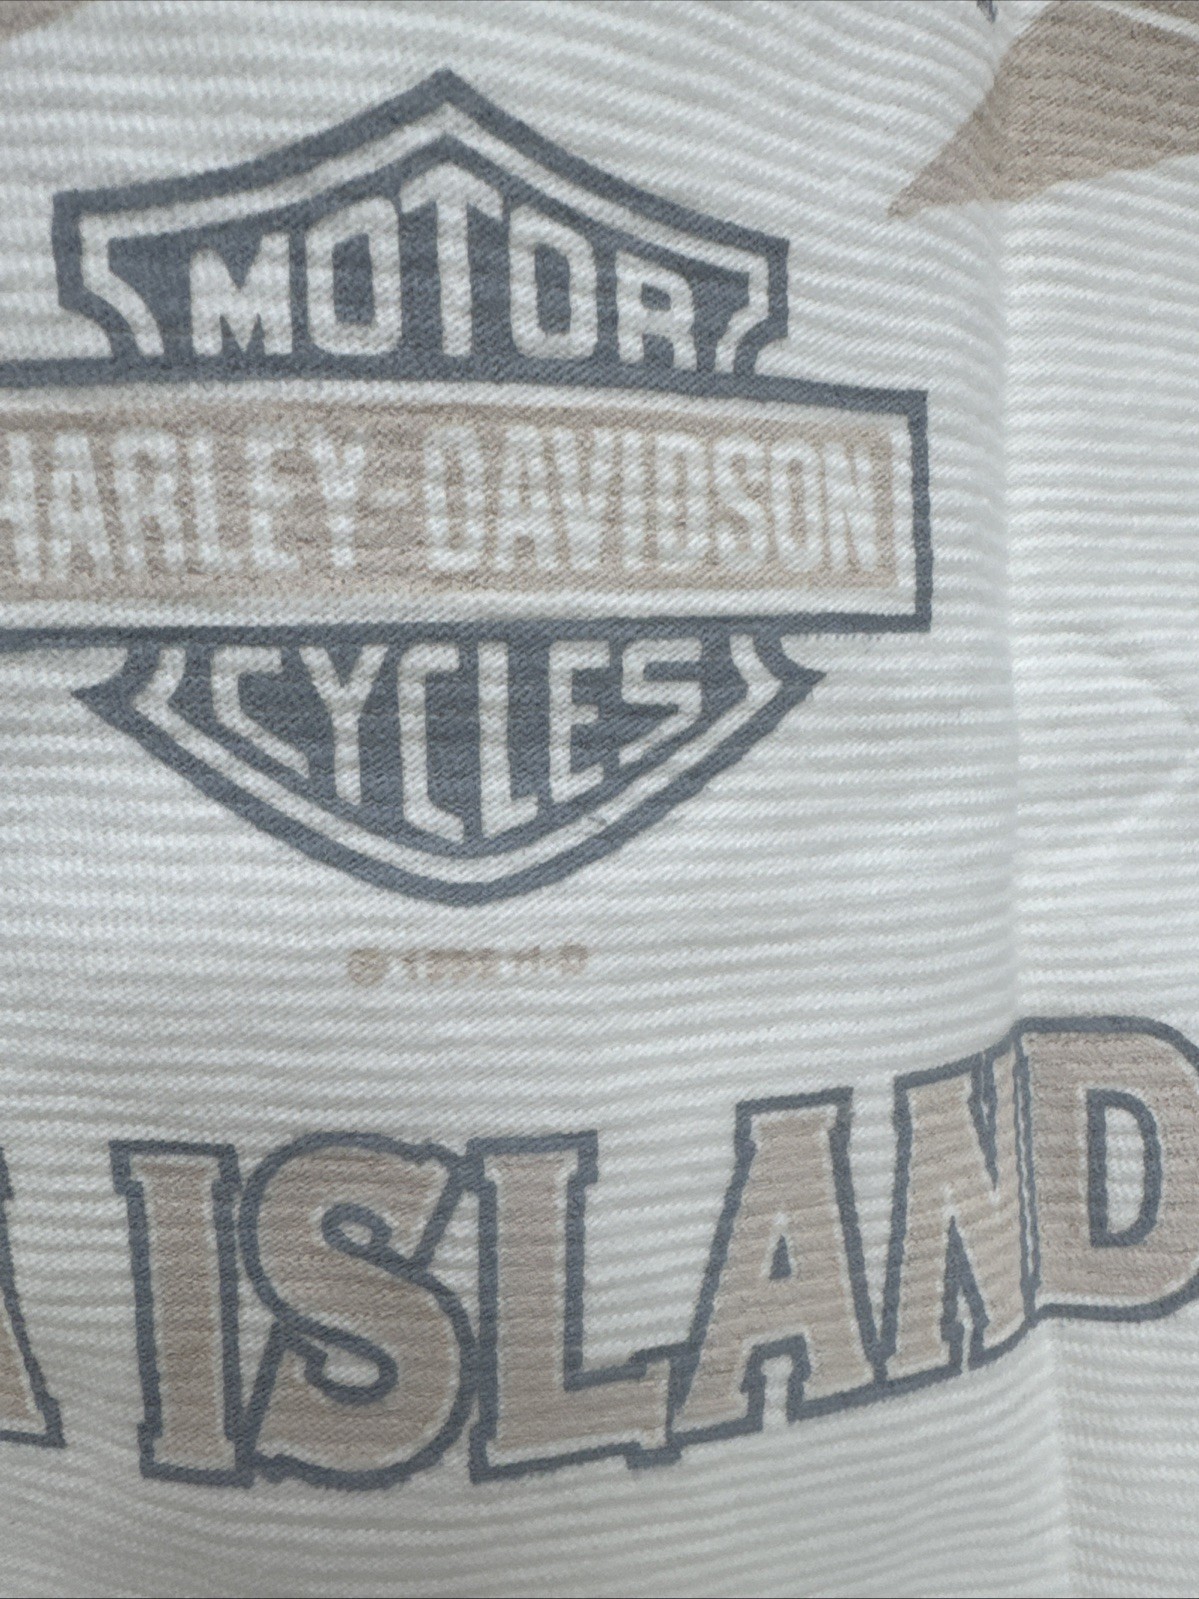 MOTOR
HARLEY-DAVIDSON
CYCLES
© H-D
A ISLAND